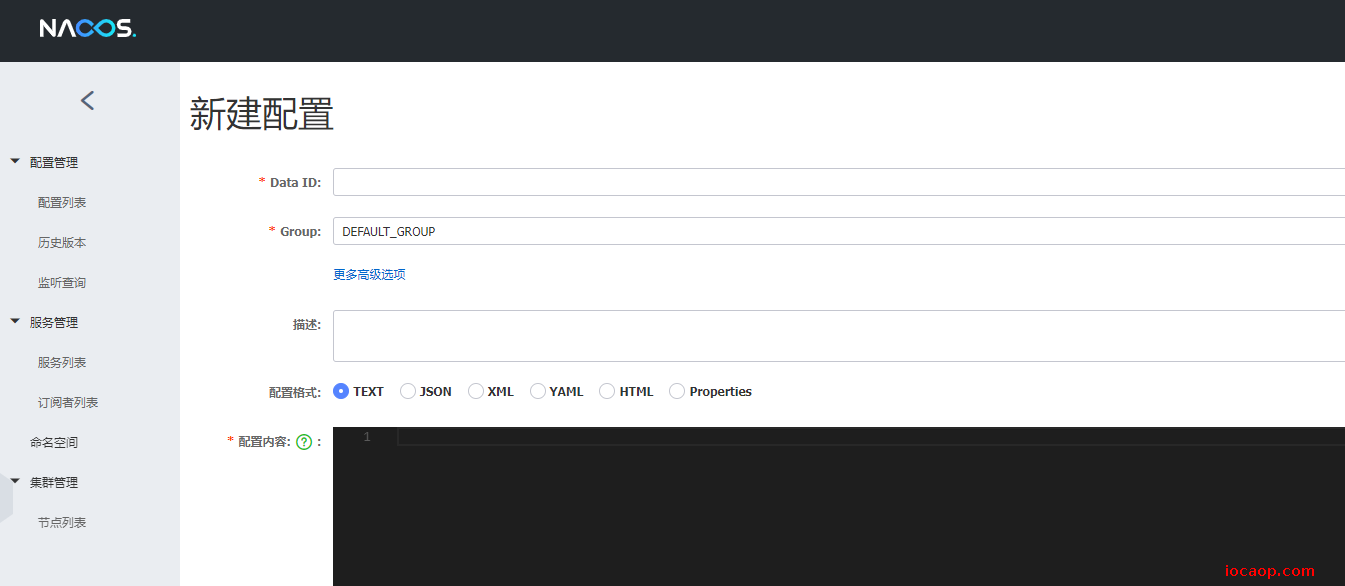 NACOS.
新建配置
配置管理
配置列表
历史版本
监听查询
服务管理
服务列表
订阅者列表
命名空间
集群管理
节点列表
* Data ID:
* Group: DEFAULT_GROUP
更多高级选项
描述:
配置格式: TEXT JSON XML YAML HTML Properties
* 配置内容: ? :
1
iocaop.com